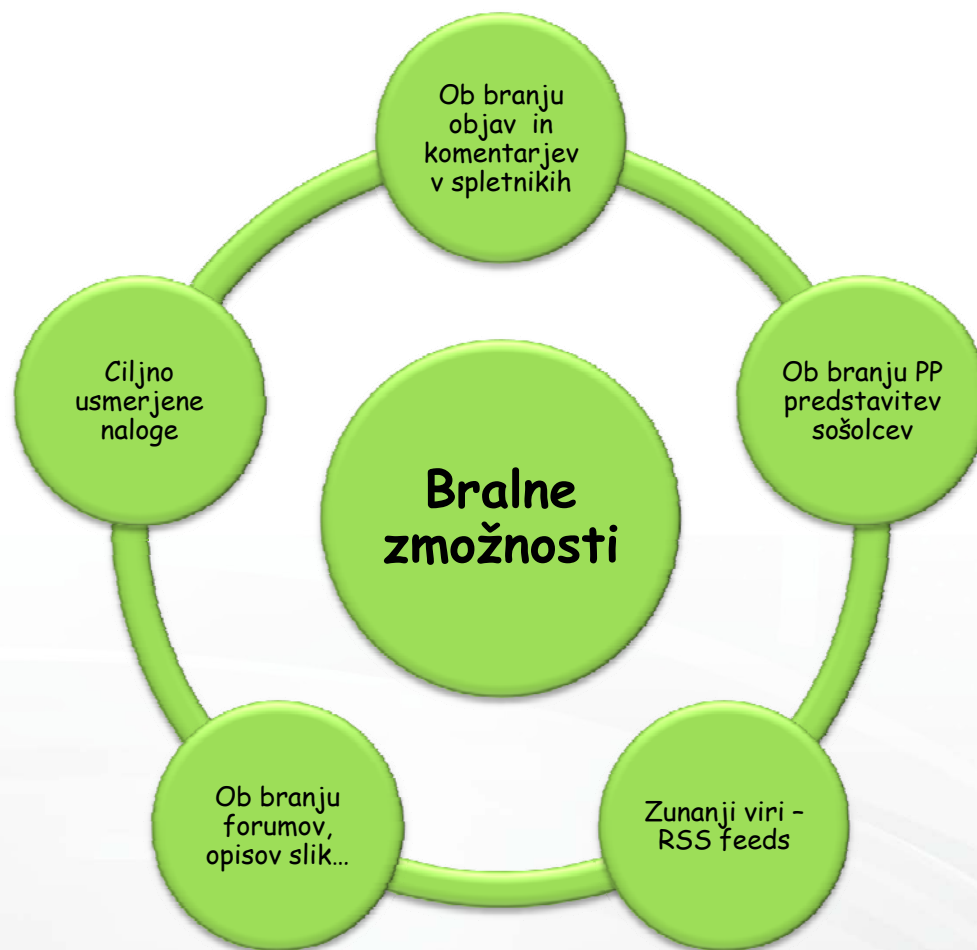 Ob branju
objav in
komentarjev
v spletnikih
Ob branju PP
predstavitev
sošolcev
Zunanji viri –
RSS feeds
Ob branju
forumov,
opisov slik…
Ciljno
usmerjene
naloge
Bralne
zmožnosti